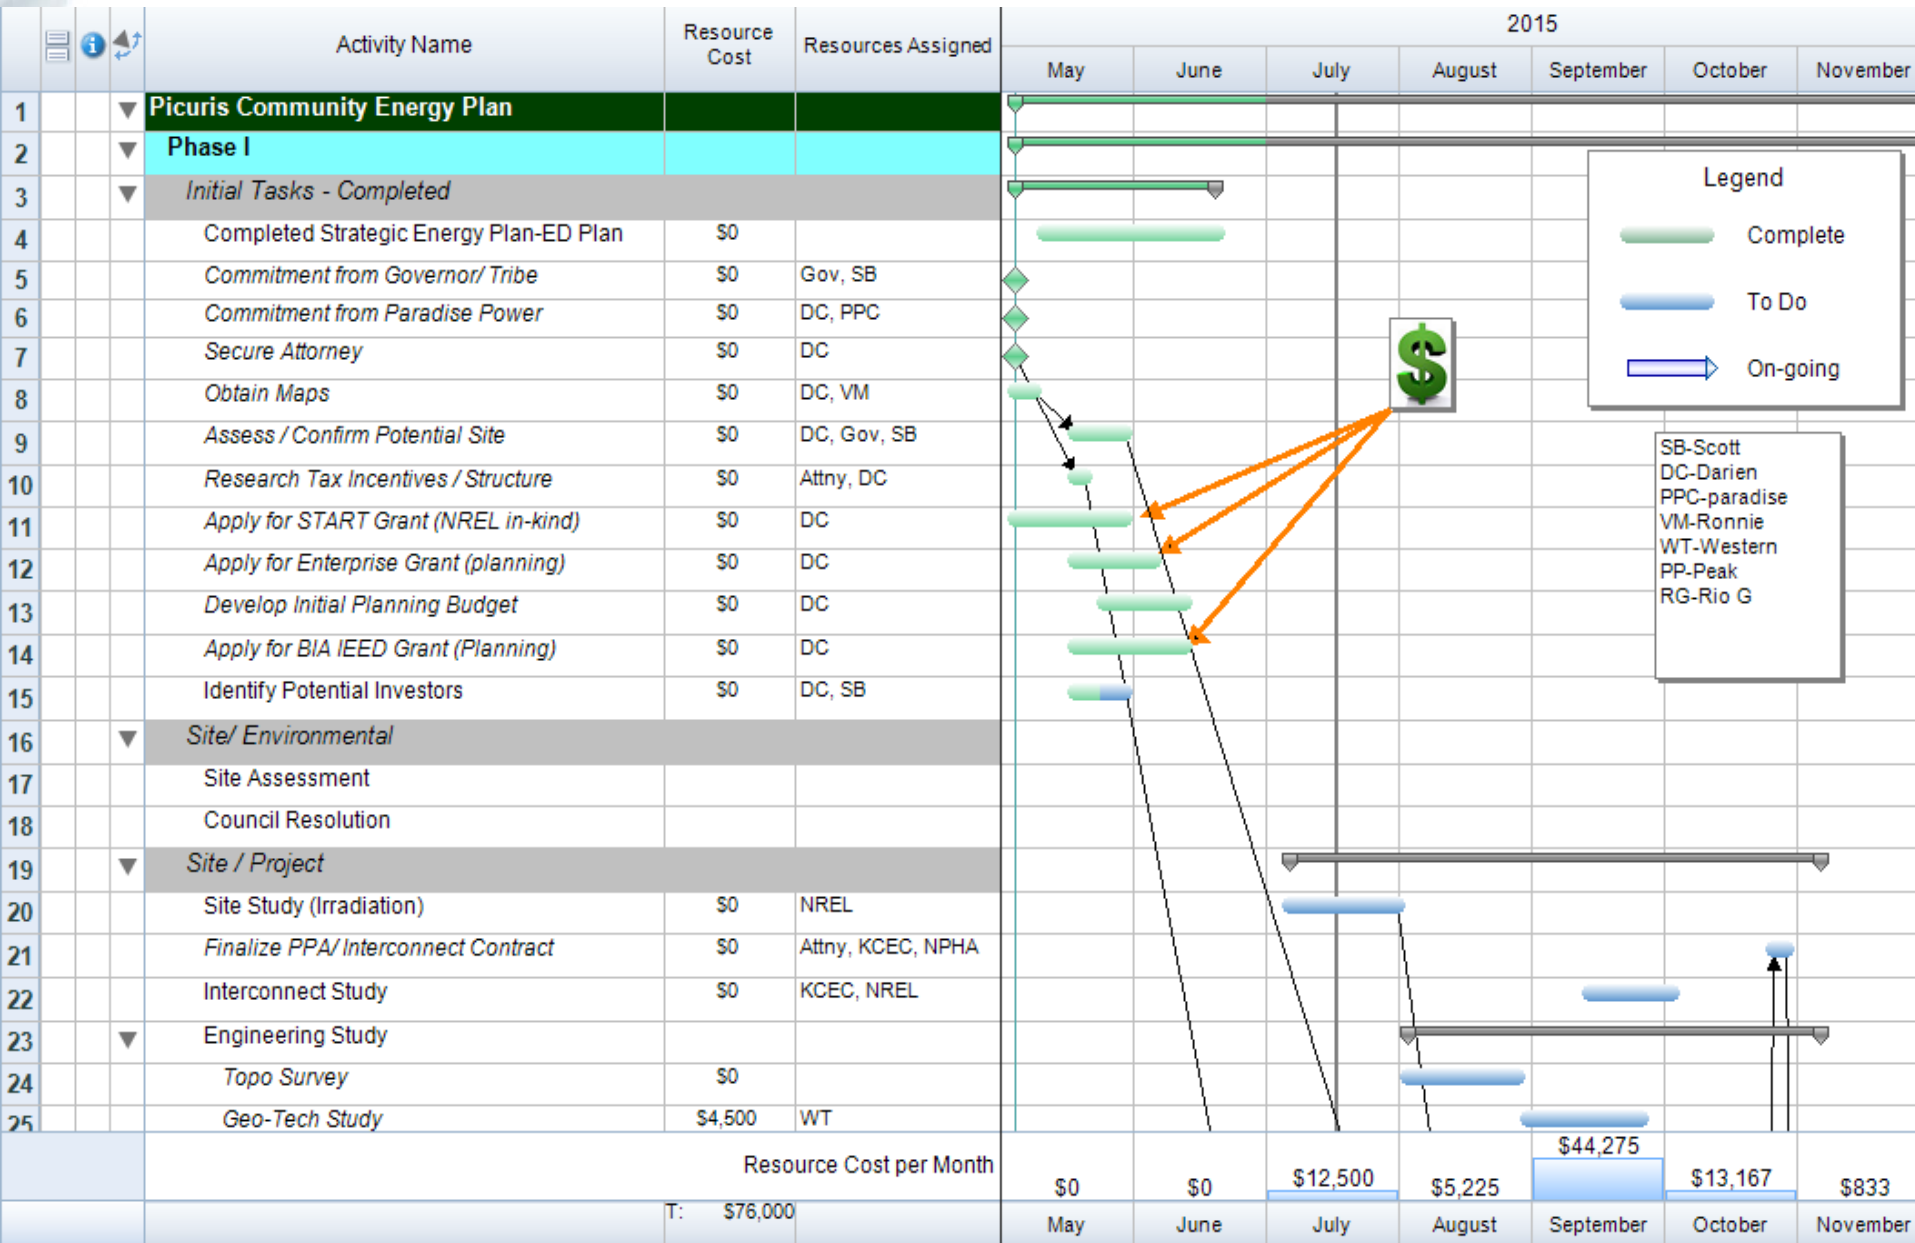 2015
Activity Name
Resource Cost
Resources Assigned
May June July August September October November
1 Picuris Community Energy Plan
2 Phase I
3 Initial Tasks - Completed
4 Completed Strategic Energy Plan-ED Plan $0
5 Commitment from Governor/ Tribe $0 Gov, SB
6 Commitment from Paradise Power $0 DC, PPC
7 Secure Attorney $0 DC
8 Obtain Maps $0 DC, VM
9 Assess / Confirm Potential Site $0 DC, Gov, SB
10 Research Tax Incentives / Structure $0 Attny, DC
11 Apply for START Grant (NREL in-kind) $0 DC
12 Apply for Enterprise Grant (planning) $0 DC
13 Develop Initial Planning Budget $0 DC
14 Apply for BIA IEED Grant (Planning) $0 DC
15 Identify Potential Investors $0 DC, SB
16 Site/ Environmental
17 Site Assessment
18 Council Resolution
19 Site / Project
20 Site Study (Irradiation) $0 NREL
21 Finalize PPA/ Interconnect Contract $0 Attny, KCEC, NPHA
22 Interconnect Study $0 KCEC, NREL
23 Engineering Study
24 Topo Survey $0
25 Geo-Tech Study $4,500 WT
Legend
Complete
To Do
On-going
$
SB-Scott
DC-Darien
PPC-paradise
VM-Ronnie
WT-Western
PP-Peak
RG-Rio G
Resource Cost per Month $0 $0 $12,500 $5,225 $44,275 $13,167 $833
T: $76,000
May June July August September October November